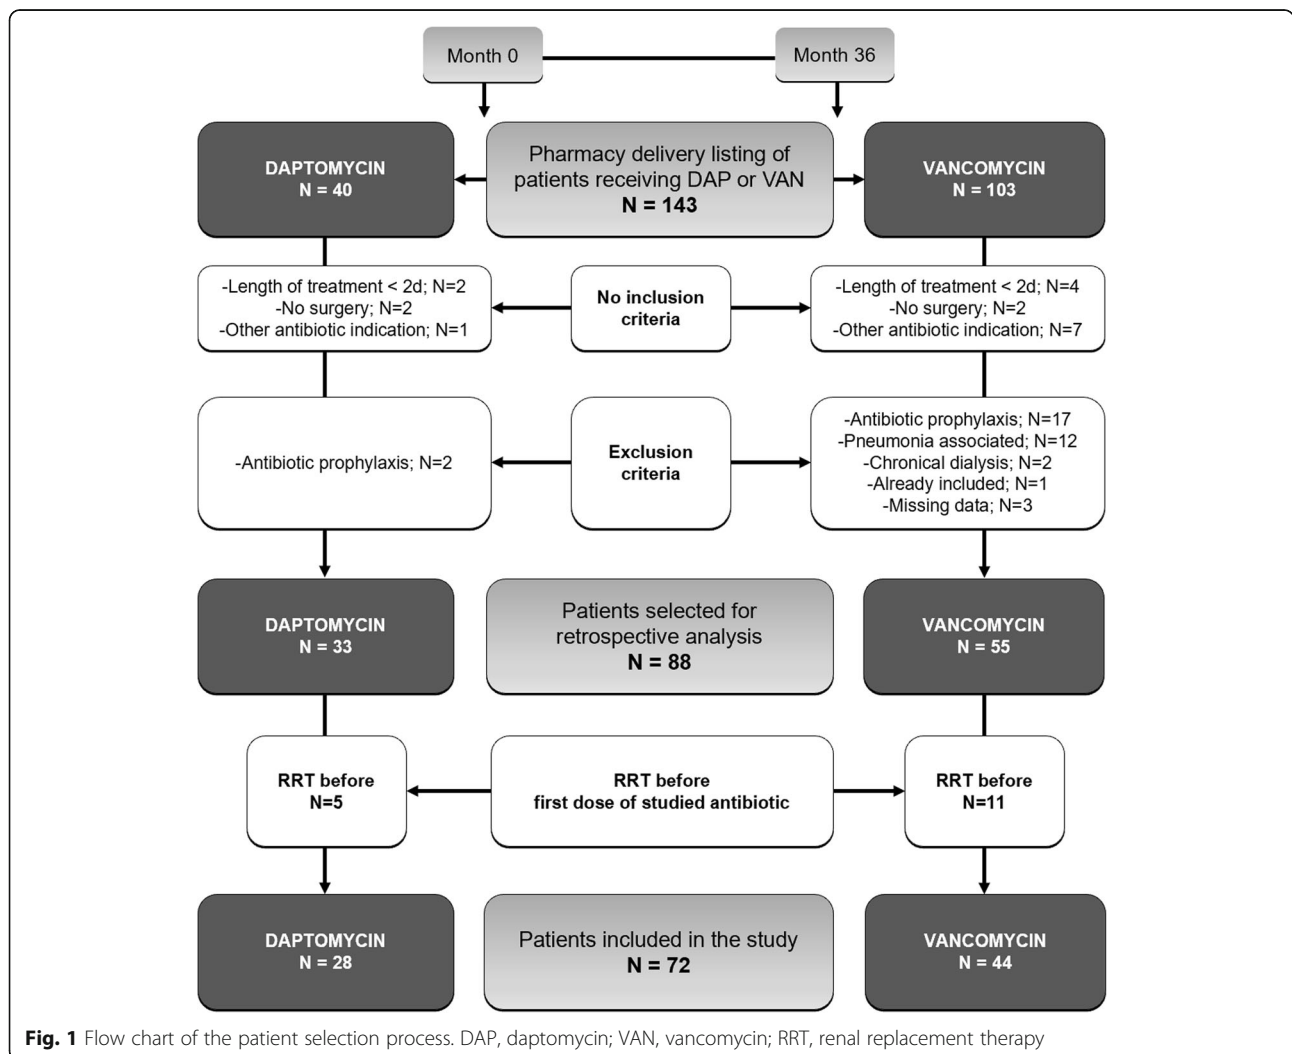 Month 0
Month 36
DAPTOMYCIN
N = 40
Pharmacy delivery listing of
patients receiving DAP or VAN
N = 143
VANCOMYCIN
N = 103
-Length of treatment < 2d; N=2
-No surgery; N=2
-Other antibiotic indication; N=1
No inclusion
criteria
-Length of treatment < 2d; N=4
-No surgery; N=2
-Other antibiotic indication; N=7
-Antibiotic prophylaxis; N=2
Exclusion
criteria
-Antibiotic prophylaxis; N=17
-Pneumonia associated; N=12
-Chronical dialysis; N=2
-Already included; N=1
-Missing data; N=3
DAPTOMYCIN
N = 33
Patients selected for
retrospective analysis
N = 88
VANCOMYCIN
N = 55
RRT before
N=5
RRT before
first dose of studied antibiotic
RRT before
N=11
DAPTOMYCIN
N = 28
Patients included in the study
N = 72
VANCOMYCIN
N = 44
Fig. 1 Flow chart of the patient selection process. DAP, daptomycin; VAN, vancomycin; RRT, renal replacement therapy